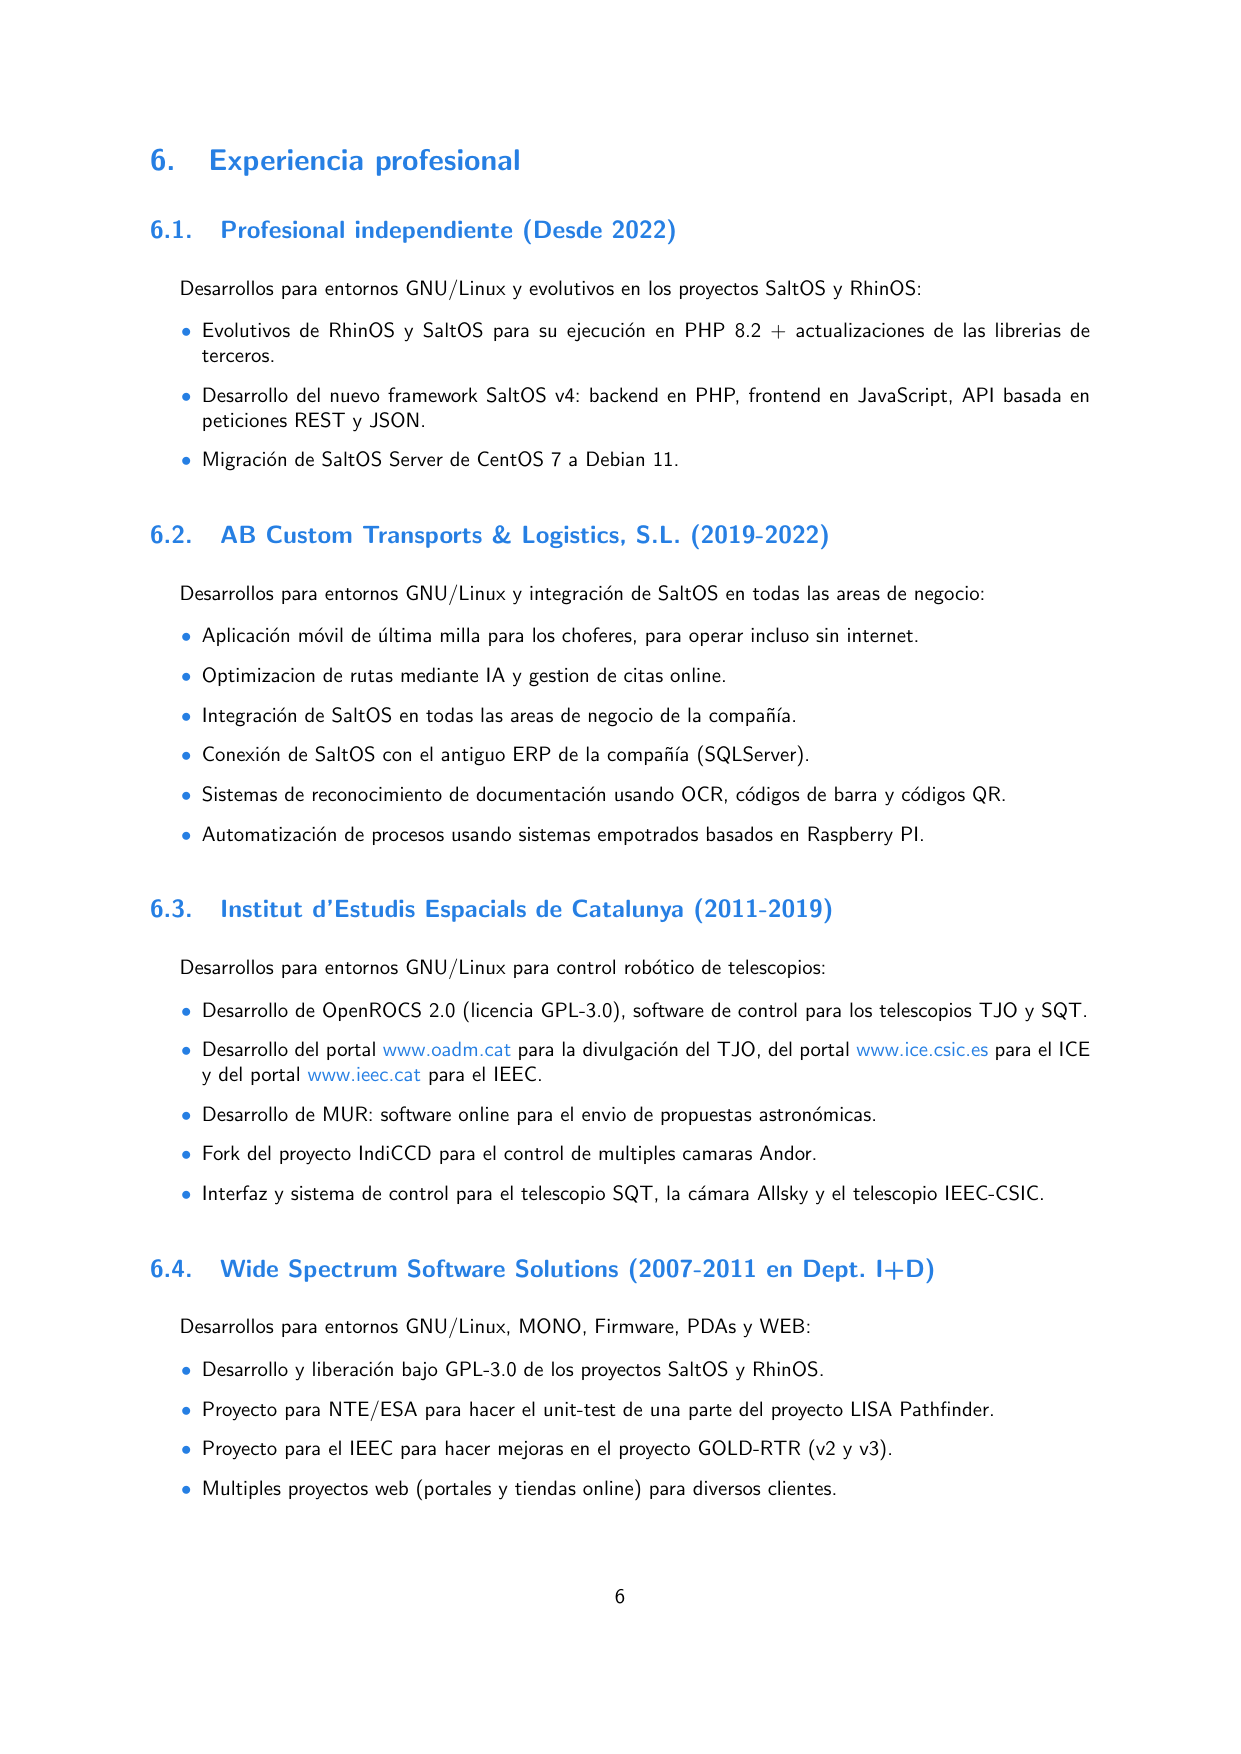 6. Experiencia profesional
6.1. Profesional independiente (Desde 2022)
Desarrollos para entornos GNU/Linux y evolutivos en los proyectos SaltOS y RhinOS:
• Evolutivos de RhinOS y SaltOS para su ejecución en PHP 8.2 + actualizaciones de las librerias de
terceros.
• Desarrollo del nuevo framework SaltOS v4: backend en PHP, frontend en JavaScript, API basada en
peticiones REST y JSON.
• Migración de SaltOS Server de CentOS 7 a Debian 11.
6.2. AB Custom Transports & Logistics, S.L. (2019-2022)
Desarrollos para entornos GNU/Linux y integración de SaltOS en todas las areas de negocio:
• Aplicación móvil de última milla para los choferes, para operar incluso sin internet.
• Optimizacion de rutas mediante IA y gestion de citas online.
• Integración de SaltOS en todas las areas de negocio de la compañía.
• Conexión de SaltOS con el antiguo ERP de la compañía (SQLServer).
• Sistemas de reconocimiento de documentación usando OCR, códigos de barra y códigos QR.
• Automatización de procesos usando sistemas empotrados basados en Raspberry PI.
6.3. Institut d'Estudis Espacials de Catalunya (2011-2019)
Desarrollos para entornos GNU/Linux para control robótico de telescopios:
• Desarrollo de OpenROCS 2.0 (licencia GPL-3.0), software de control para los telescopios TJO y SQT.
• Desarrollo del portal www.oadm.cat para la divulgación del TJO, del portal www.ice.csic.es para el ICE
y del portal www.ieec.cat para el IEEC.
• Desarrollo de MUR: software online para el envio de propuestas astronómicas.
• Fork del proyecto IndiCCD para el control de multiples camaras Andor.
• Interfaz y sistema de control para el telescopio SQT, la cámara Allsky y el telescopio IEEC-CSIC.
6.4. Wide Spectrum Software Solutions (2007-2011 en Dept. I+D)
Desarrollos para entornos GNU/Linux, MONO, Firmware, PDAs y WEB:
• Desarrollo y liberación bajo GPL-3.0 de los proyectos SaltOS y RhinOS.
• Proyecto para NTE/ESA para hacer el unit-test de una parte del proyecto LISA Pathfinder.
• Proyecto para el IEEC para hacer mejoras en el proyecto GOLD-RTR (v2 y v3).
• Multiples proyectos web (portales y tiendas online) para diversos clientes.
6